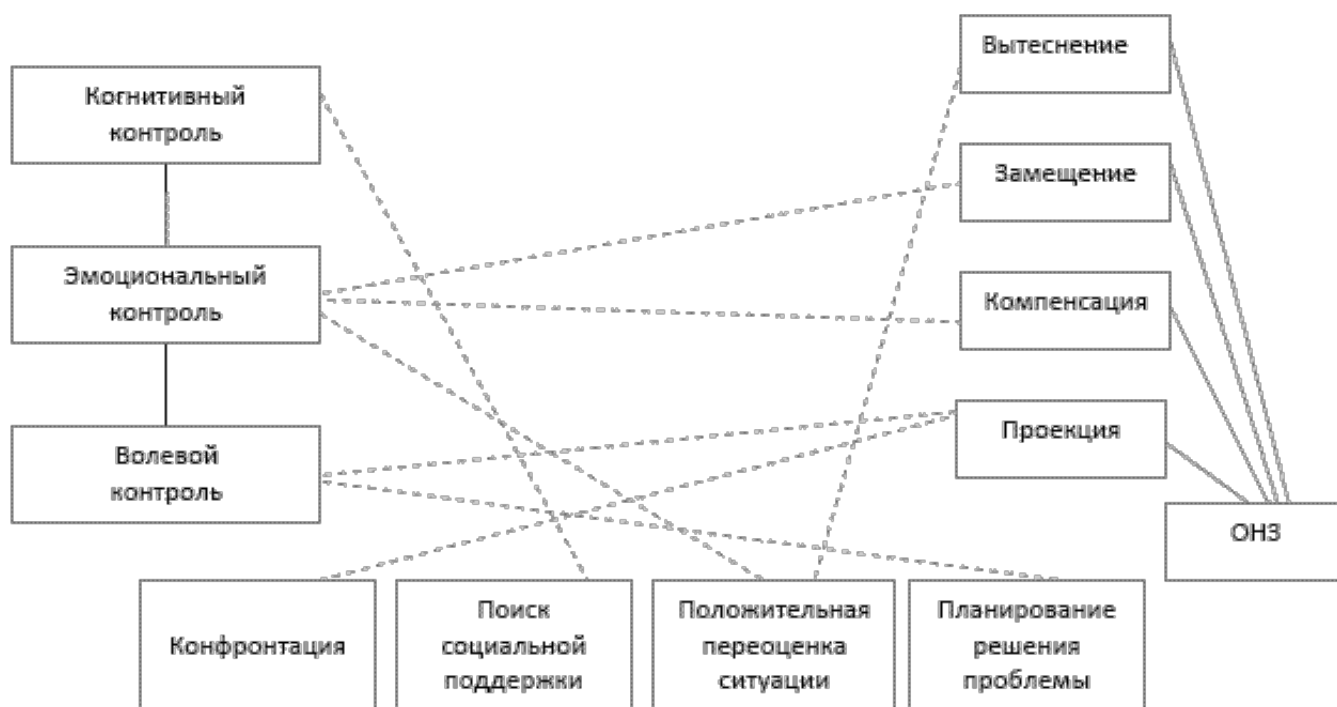 Вытеснение
Когнитивный
контроль
Замещение
Эмоциональный
контроль
Компенсация
Проекция
Волевой
контроль
ОНЗ
Конфронтация
Поиск
социальной
поддержки
Положительная
переоценка
ситуации
Планирование
решения
проблемы